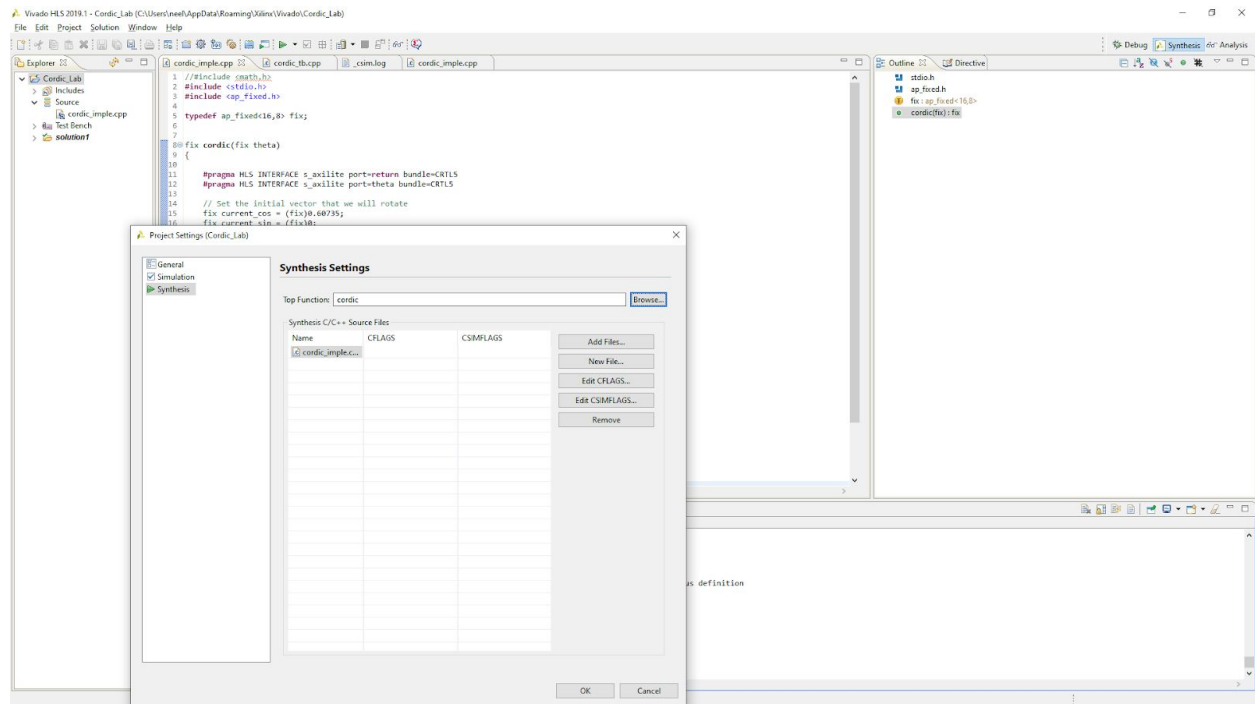 Vivado HLS 2019.1 - Cordic_Lab (C:\Users\neel\AppData\Roaming\Xilinx\Vivado\Cordic_Lab)
File Edit Project Solution Window Help
Debug Synthesis Analysis
Explorer
Cordic_Lab
Includes
Source
cordic_imple.cpp
Test Bench
solution1
cordic_imple.cpp cordic_tb.cpp _csim.log cordic_imple.cpp
1 //#include <math.h>
2 #include <stdio.h>
3 #include <ap_fixed.h>
4
5 typedef ap_fixed<16,8> fix;
6
7
8 fix cordic(fix theta)
9 {
10
11 #pragma HLS INTERFACE s_axilite port=return bundle=CRTLS
12 #pragma HLS INTERFACE s_axilite port=theta bundle=CRTLS
13
14 // Set the initial vector that we will rotate
15 fix current_cos = (fix)0.60735;
16 fix current_sin = (fix)0;
Outline Directive
stdio.h
ap_fixed.h
fix : ap_fixed<16,8>
cordic(fix) : fix
Project Settings (Cordic_Lab)
General
Simulation
Synthesis
Synthesis Settings
Top Function: cordic Browse...
Synthesis C/C++ Source Files
Name CFLAGS CSIMFLAGS
cordic_imple.c...
Add Files...
New File...
Edit CFLAGS...
Edit CSIMFLAGS...
Remove
OK Cancel
us definition